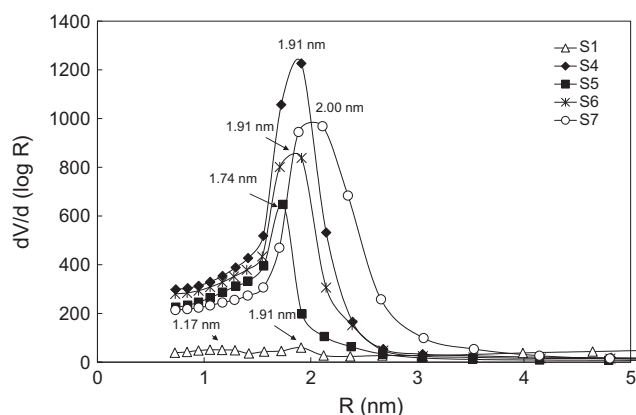 1400
1200
1000
800
600
400
200
0
dV/d (log R)
1.91 nm
2.00 nm
1.91 nm
1.74 nm
1.17 nm
1.91 nm
S1
S4
S5
S6
S7
0 1 2 3 4 5
R (nm)